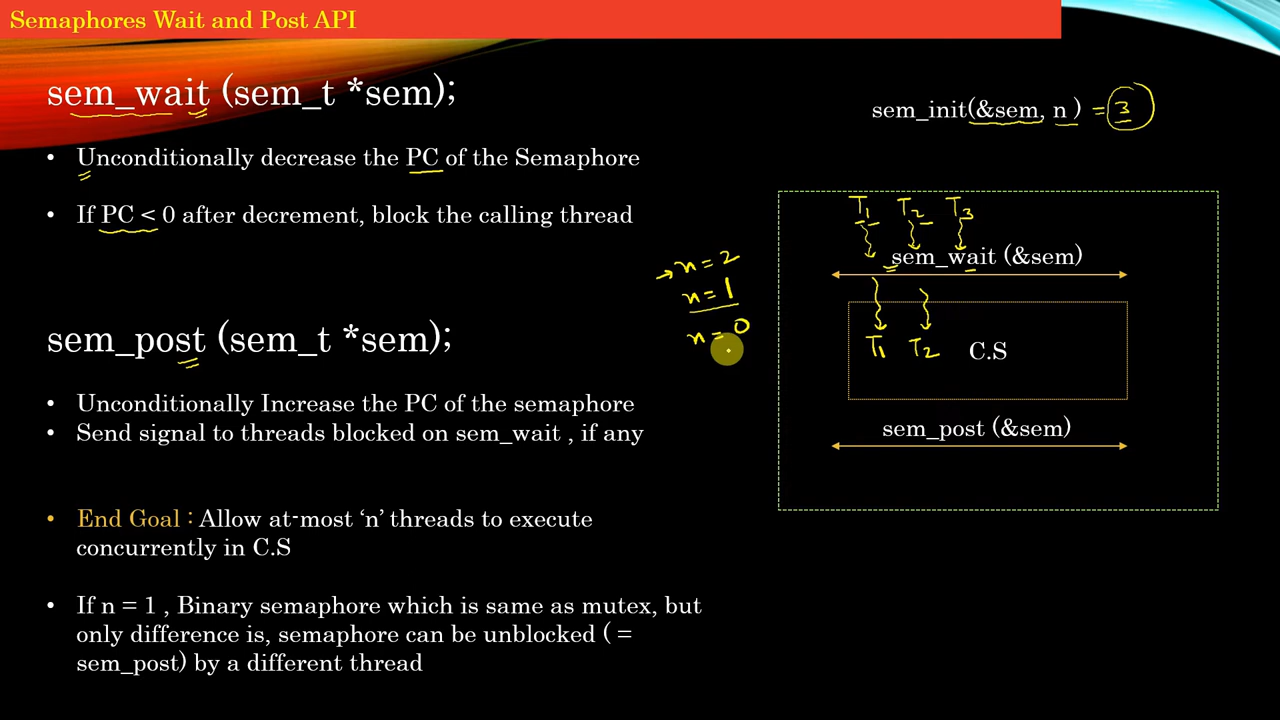 Semaphores Wait and Post API
sem_wait (sem_t *sem);
sem_init(&sem, n ) = 3
• Unconditionally decrease the PC of the Semaphore
• If PC < 0 after decrement, block the calling thread
T1 T2 T3
sem_wait (&sem)
→ n = 2
n = 1
n = 0
sem_post (sem_t *sem);
T1 T2 C.S
• Unconditionally Increase the PC of the semaphore
• Send signal to threads blocked on sem_wait , if any
sem_post (&sem)
• End Goal : Allow at-most ‘n’ threads to execute
concurrently in C.S
• If n = 1 , Binary semaphore which is same as mutex, but
only difference is, semaphore can be unblocked ( =
sem_post) by a different thread